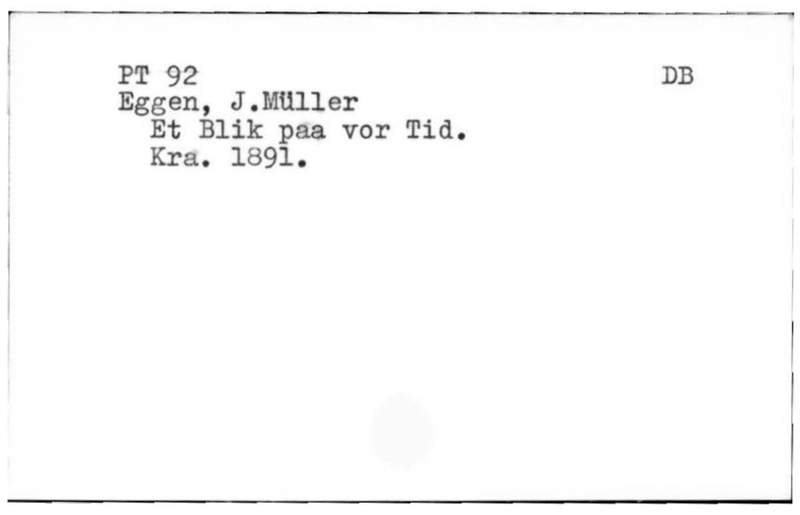 PT 92 DB
Eggen, J.Müller
Et Blik paa vor Tid.
Kra. 1891.